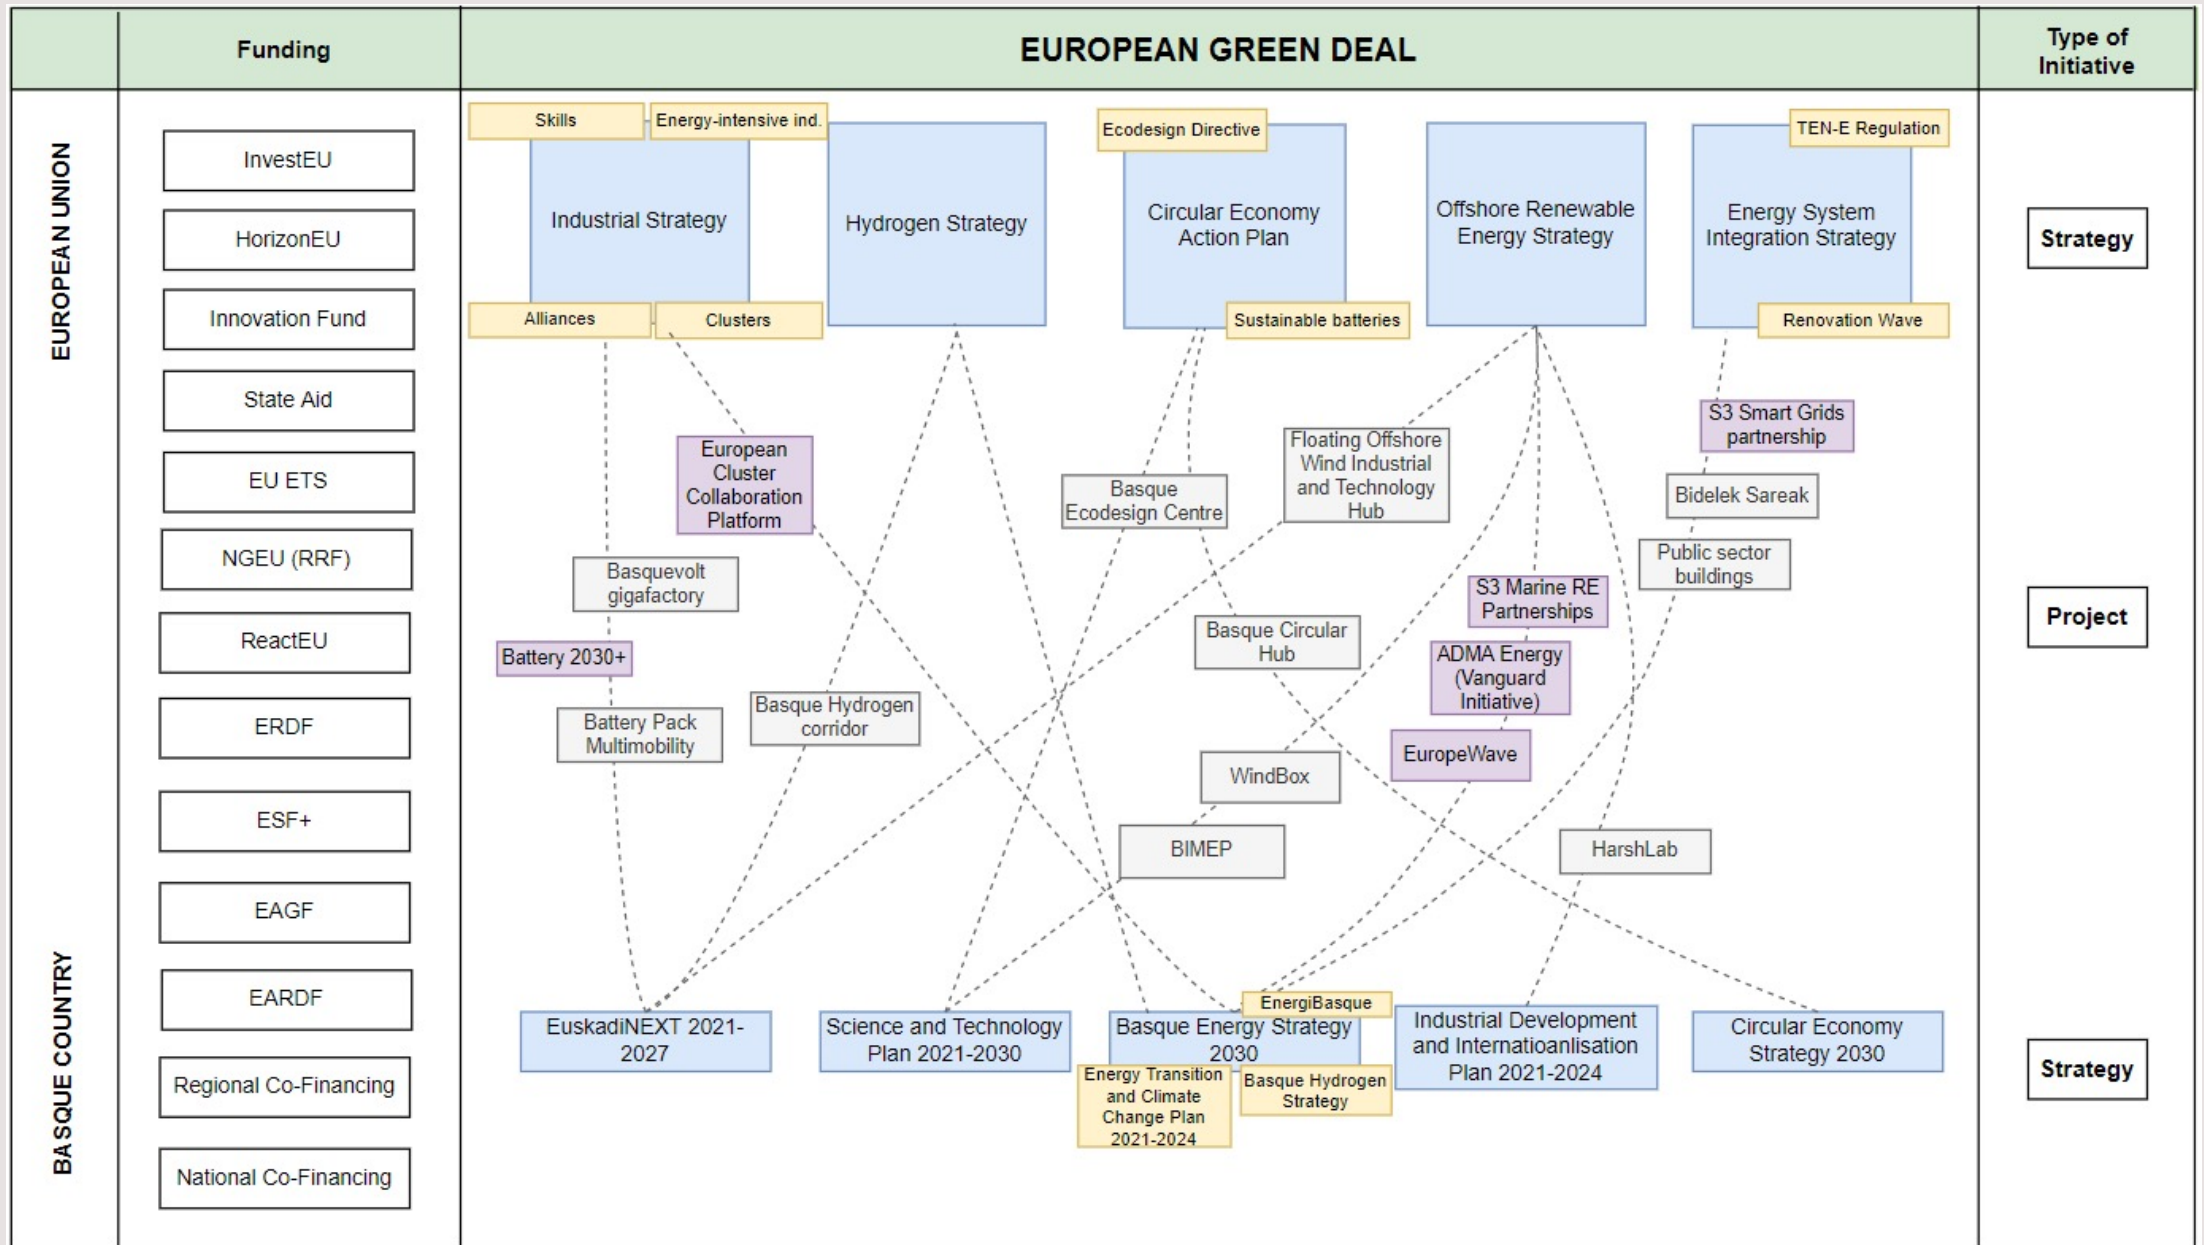 Funding
EUROPEAN GREEN DEAL
Type of
Initiative
EUROPEAN UNION
BASQUE COUNTRY
InvestEU
HorizonEU
Innovation Fund
State Aid
EU ETS
NGEU (RRF)
ReactEU
ERDF
ESF+
EAGF
EARDF
Regional Co-Financing
National Co-Financing
Skills
Energy-intensive ind.
Industrial Strategy
Alliances
Clusters
Hydrogen Strategy
Ecodesign Directive
Circular Economy
Action Plan
Sustainable batteries
Offshore Renewable
Energy Strategy
TEN-E Regulation
Energy System
Integration Strategy
Renovation Wave
European
Cluster
Collaboration
Platform
Basquevolt
gigafactory
Battery 2030+
Battery Pack
Multimobility
Basque Hydrogen
corridor
Basque
Ecodesign Centre
Floating Offshore
Wind Industrial
and Technology
Hub
Basque Circular
Hub
WindBox
BIMEP
S3 Marine RE
Partnerships
ADMA Energy
(Vanguard
Initiative)
EuropeWave
S3 Smart Grids
partnership
Bidelek Sareak
Public sector
buildings
HarshLab
EuskadiNEXT 2021-
2027
Science and Technology
Plan 2021-2030
EnergiBasque
Basque Energy Strategy
2030
Energy Transition
and Climate
Change Plan
2021-2024
Basque Hydrogen
Strategy
Industrial Development
and Internatioanlisation
Plan 2021-2024
Circular Economy
Strategy 2030
Strategy
Project
Strategy